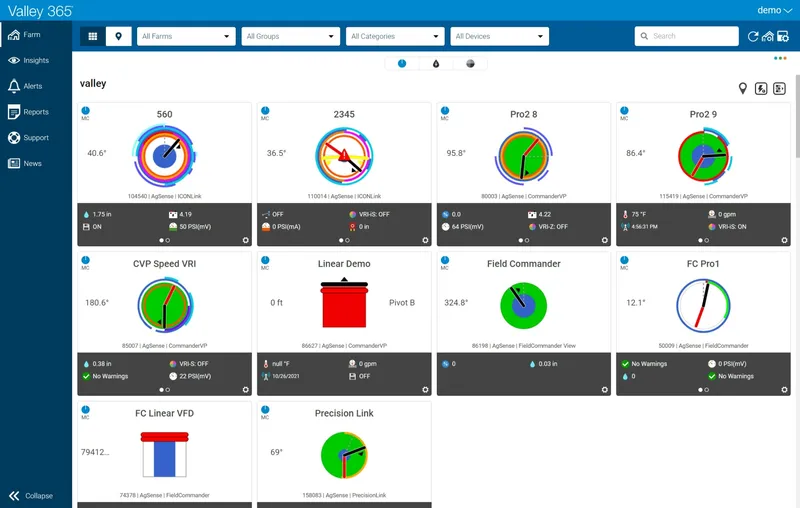 Valley 365
demo
Farm
All Farms
All Groups
All Categories
All Devices
Search
Insights
Alerts
Reports
Support
News
Collapse
valley
MC
560
40.6°
104540 | AgSense | ICONLink
1.75 in
4.19
ON
50 PSI(mV)
MC
2345
36.5°
110014 | AgSense | ICONLink
OFF
VRI-iS: OFF
0 PSI(mA)
0 in
MC
Pro2 8
95.8°
80003 | AgSense | CommanderVP
0.0
4.22
64 PSI(mV)
VRI-Z: OFF
MC
Pro2 9
86.4°
115419 | AgSense | CommanderVP
75 °F
0 gpm
4:56:31 PM
VRI-iS: ON
MC
CVP Speed VRI
180.6°
85007 | AgSense | CommanderVP
0.38 in
VRI-S: OFF
No Warnings
22 PSI(mV)
MC
Linear Demo
0 ft
Pivot B
86627 | AgSense | CommanderVP
null °F
0 gpm
10/26/2021
OFF
Field Commander
324.8°
86198 | AgSense | FieldCommander View
0
0.03 in
MC
FC Pro1
12.1°
50009 | AgSense | FieldCommander
No Warnings
0 PSI(mV)
0
No Warnings
MC
FC Linear VFD
79412...
74378 | AgSense | FieldCommander
MC
Precision Link
69°
158083 | AgSense | PrecisionLink